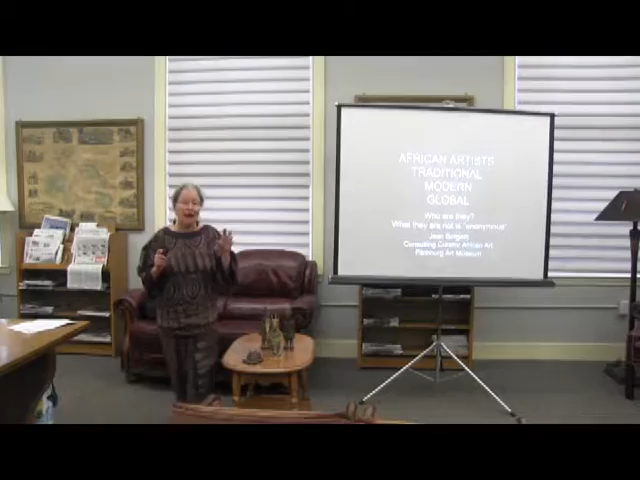 AFRICAN ARTISTS
TRADITIONAL
MODERN
GLOBAL
Who are they?
What they are not is "anonymous"
Jean
Consulting Curator African Art
Art Museum